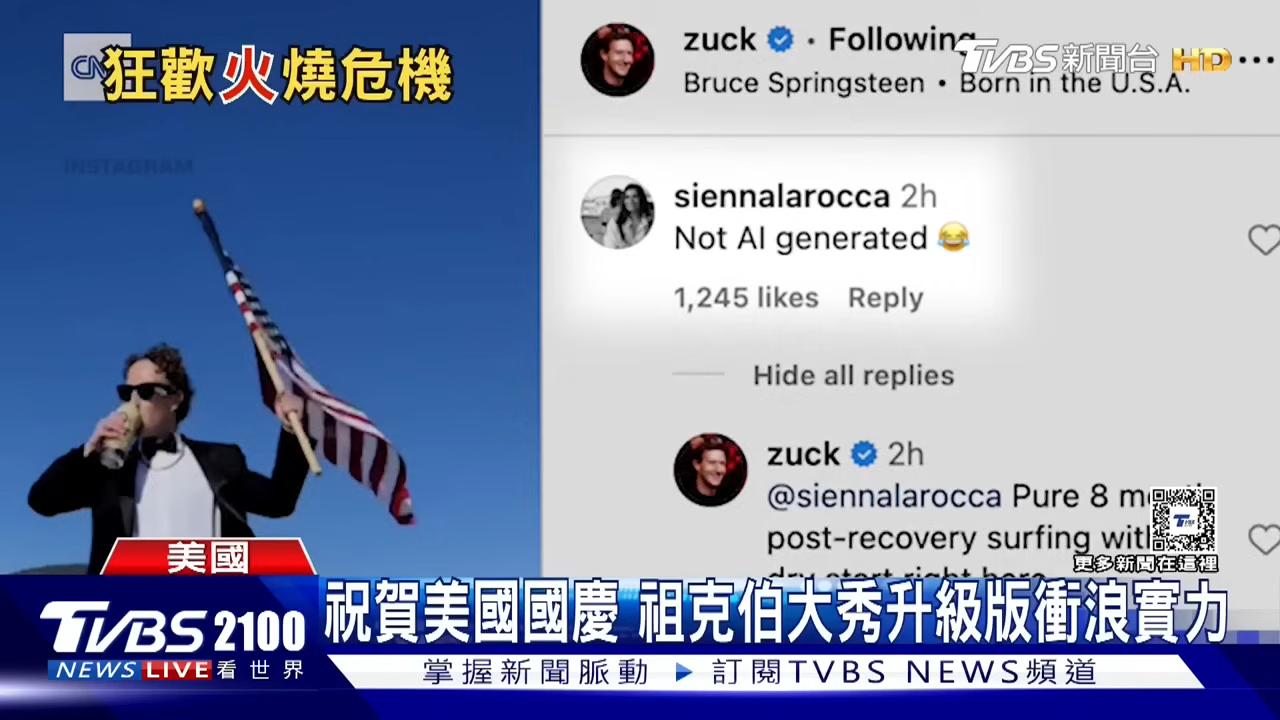 CN
狂歡火燒危機
INSTAGRAM
zuck · Following
Bruce Springsteen • Born in the U.S.A.
TVBS新聞台 HD
siennalarocca 2h
Not AI generated 😂
1,245 likes Reply
Hide all replies
zuck 2h
@siennalarocca Pure 8
post-recovery surfing with
dry start right here
更多新聞在這裡
美國
祝賀美國國慶 祖克伯大秀升級版衝浪實力
TVBS 2100
NEWS LIVE 看世界
掌握新聞脈動 ▶ 訂閱TVBS NEWS頻道